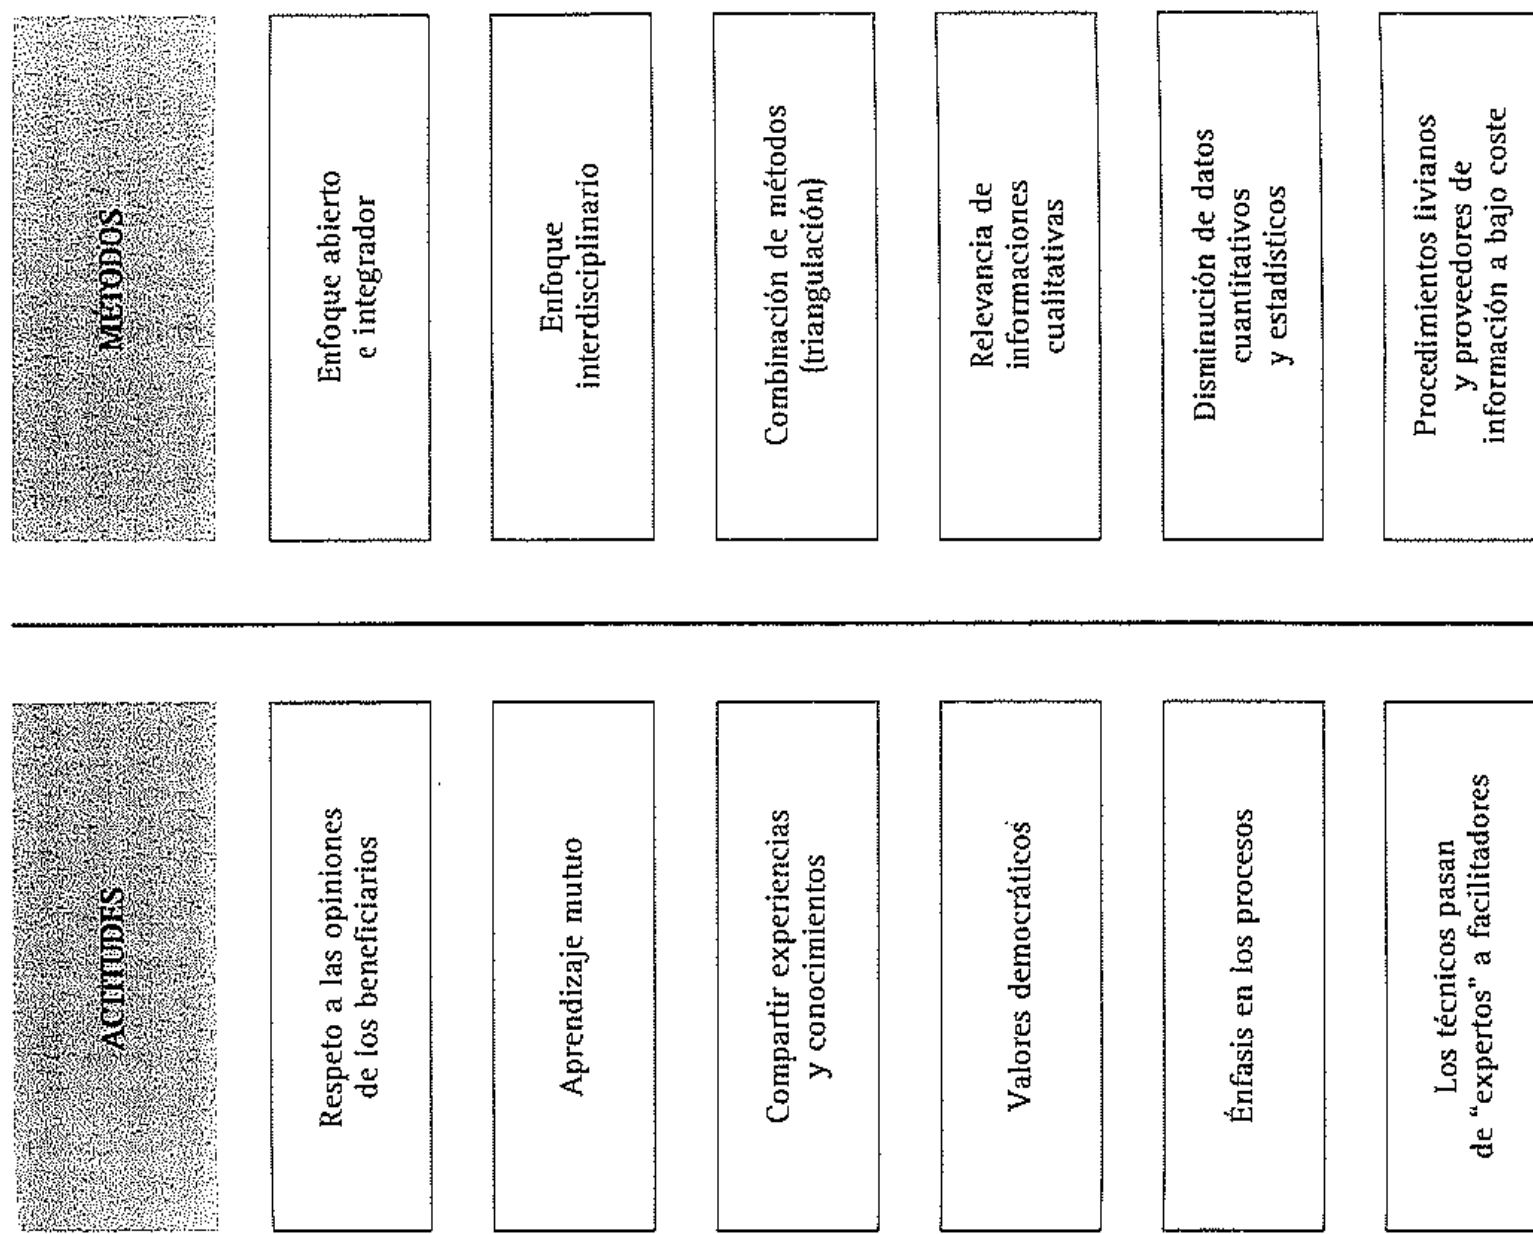 ACTITUDES
Respeto a las opiniones
de los beneficiarios
Aprendizaje mutuo
Compartir experiencias
y conocimientos
Valores democráticos
Énfasis en los procesos
Los técnicos pasan
de “expertos” a facilitadores
MÉTODOS
Enfoque abierto
e integrador
Enfoque
interdisciplinario
Combinación de métodos
(triangulación)
Relevancia de
informaciones
cualitativas
Disminución de datos
cuantitativos
y estadísticos
Procedimientos livianos
y proveedores de
información a bajo coste